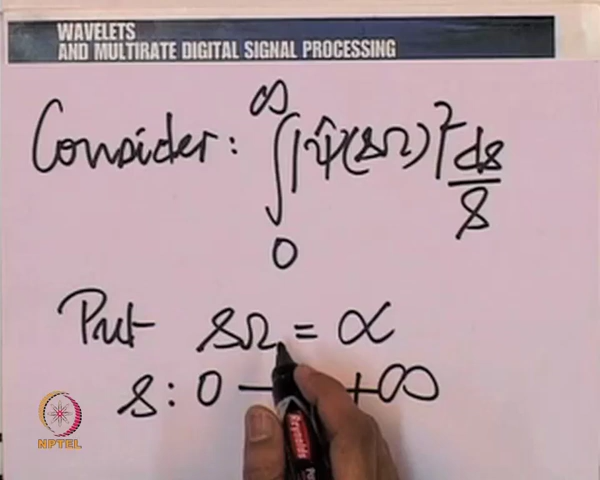 WAVELETS
AND MULTIRATE DIGITAL SIGNAL PROCESSING
Consider: ∫₀^∞ |ψ̂(sΩ)|² ds/s
Put sΩ = α
s: 0 — +∞
NPTEL